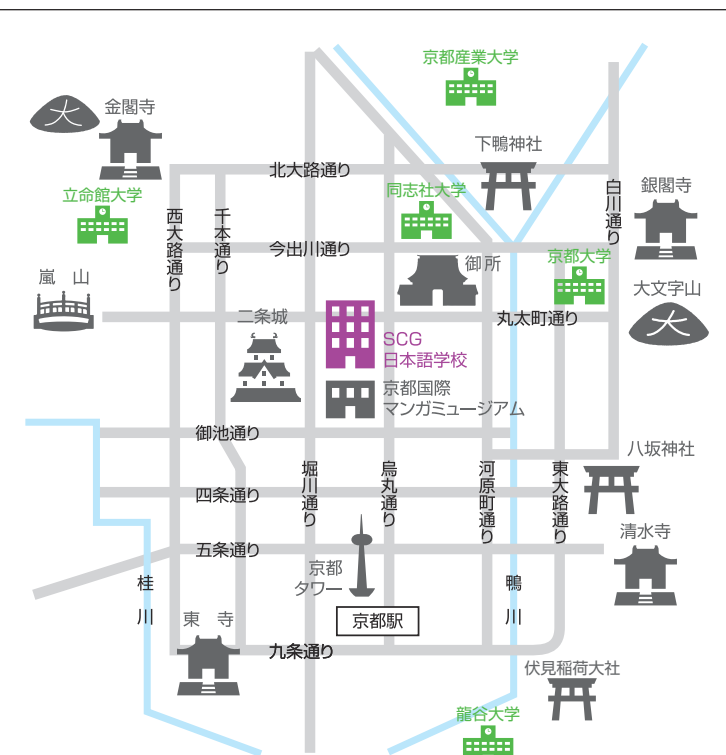 京都産業大学
金閣寺
大
下鴨神社
北大路通り
立命館大学
同志社大学
白川通り
銀閣寺
西大路通り
千本通り
今出川通り
京都大学
御所
嵐 山
大文字山
大
二条城
丸太町通り
SCG
日本語学校
京都国際
マンガミュージアム
御池通り
八坂神社
堀川通り
烏丸通り
河原町通り
東大路通り
四条通り
清水寺
五条通り
京都
タワー
桂川
鴨川
東 寺
京都駅
九条通り
伏見稲荷大社
龍谷大学